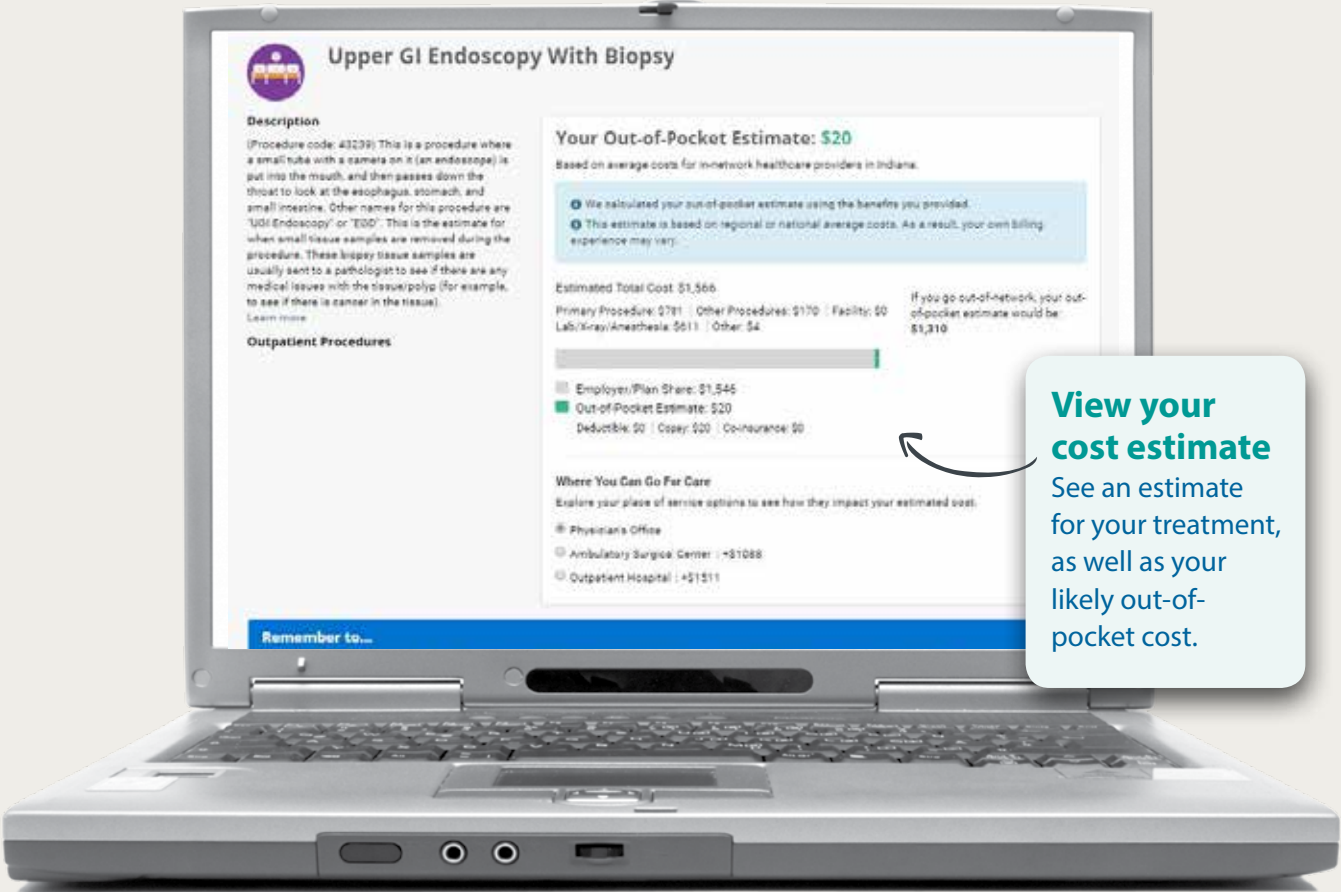 Upper GI Endoscopy With Biopsy
Description
(Procedure code: 43239) This is a procedure where
a small tube with a camera on it (an endoscope) is
put into the mouth, and then passes down the
throat to look at the esophagus, stomach, and
small intestine. Other names for this procedure are
"UGI Endoscopy" or "EGD". This is the estimate for
when small tissue samples are removed during the
procedure. These biopsy tissue samples are
usually sent to a pathologist to see if there are any
medical issues with the tissue/polyp (for example,
to see if there is cancer in the tissue).
Learn more
Outpatient Procedures
Your Out-of-Pocket Estimate: $20
Based on average costs for in-network healthcare providers in Indiana.
We calculated your out-of-pocket estimate using the benefits you provided.
This estimate is based on regional or national average costs. As a result, your own billing
experience may vary.
Estimated Total Cost $1,566
Primary Procedure: $781 | Other Procedures: $170 | Facility: $0
Lab/X-ray/Anesthesia: $611 | Other: $4
If you go out-of-network, your out-
of-pocket estimate would be:
$1,310
Employer/Plan Share: $1,546
Out-of-Pocket Estimate: $20
Deductible: $0 | Copay: $20 | Co-insurance: $0
Where You Can Go For Care
Explore your place of service options to see how they impact your estimated cost.
Physician's Office
Ambulatory Surgical Center : +$1088
Outpatient Hospital : +$1511
Remember to...
View your
cost estimate
See an estimate
for your treatment,
as well as your
likely out-of-
pocket cost.